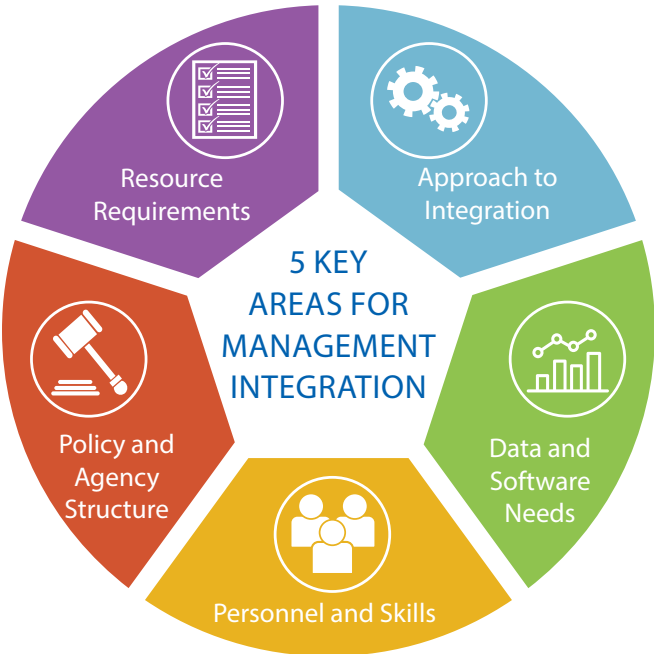 5 KEY
AREAS FOR
MANAGEMENT
INTEGRATION
Approach to
Integration
Data and
Software
Needs
Personnel and Skills
Policy and
Agency
Structure
Resource
Requirements